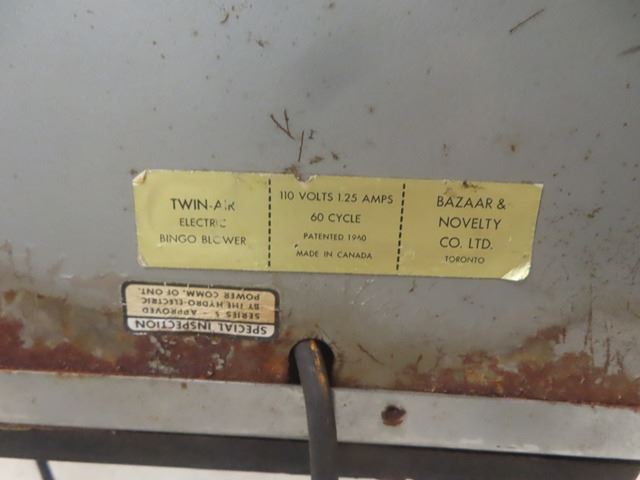 TWIN-AIR
ELECTRIC
BINGO BLOWER
110 VOLTS 1.25 AMPS
60 CYCLE
PATENTED 1960
MADE IN CANADA
BAZAAR &
NOVELTY
CO. LTD.
TORONTO
SPECIAL INSPECTION
SERIES S - APPROVED
BY THE HYDRO-ELECTRIC
POWER COMM. OF ONT.